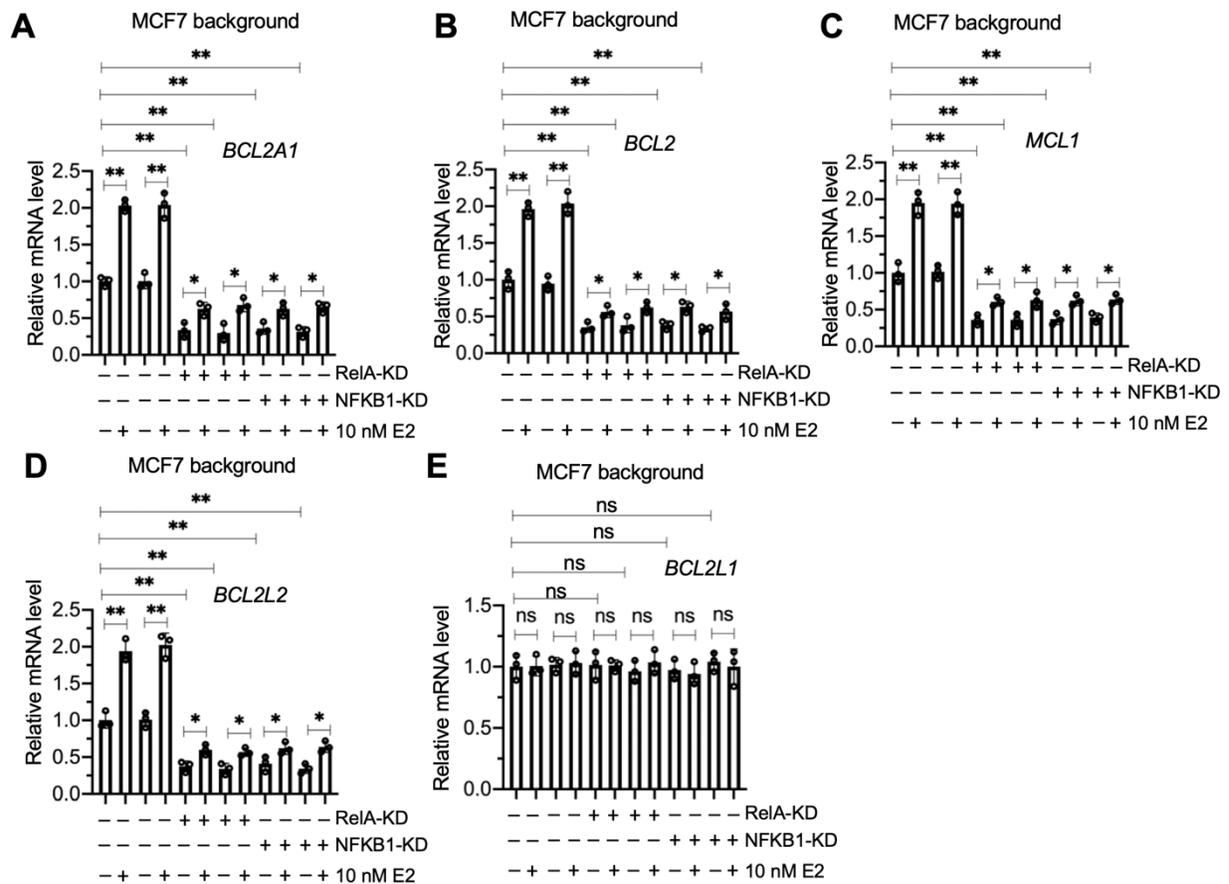 A
MCF7 background
**
**
**
**
BCL2A1
** ** * * * *
Relative mRNA level
2.5
2.0
1.5
1.0
0.5
0.0
− − − − + + + + − − − − RelA-KD
− − − − − − − − + + + + NFKB1-KD
− + − + − + − + − + − + 10 nM E2
B
MCF7 background
**
**
**
**
BCL2
** ** * * * *
Relative mRNA level
2.5
2.0
1.5
1.0
0.5
0.0
− − − − + + + + − − − − RelA-KD
− − − − − − − − + + + + NFKB1-KD
− + − + − + − + − + − + 10 nM E2
C
MCF7 background
**
**
**
**
MCL1
** ** * * * *
Relative mRNA level
2.5
2.0
1.5
1.0
0.5
0.0
− − − − + + + + − − − − RelA-KD
− − − − − − − − + + + + NFKB1-KD
− + − + − + − + − + − + 10 nM E2
D
MCF7 background
**
**
**
**
BCL2L2
** ** * * * *
Relative mRNA level
2.5
2.0
1.5
1.0
0.5
0.0
− − − − + + + + − − − − RelA-KD
− − − − − − − − + + + + NFKB1-KD
− + − + − + − + − + − + 10 nM E2
E
MCF7 background
ns
ns
ns
ns
BCL2L1
ns ns ns ns ns ns
Relative mRNA level
1.5
1.0
0.5
0.0
− − − − + + + + − − − − RelA-KD
− − − − − − − − + + + + NFKB1-KD
− + − + − + − + − + − + 10 nM E2